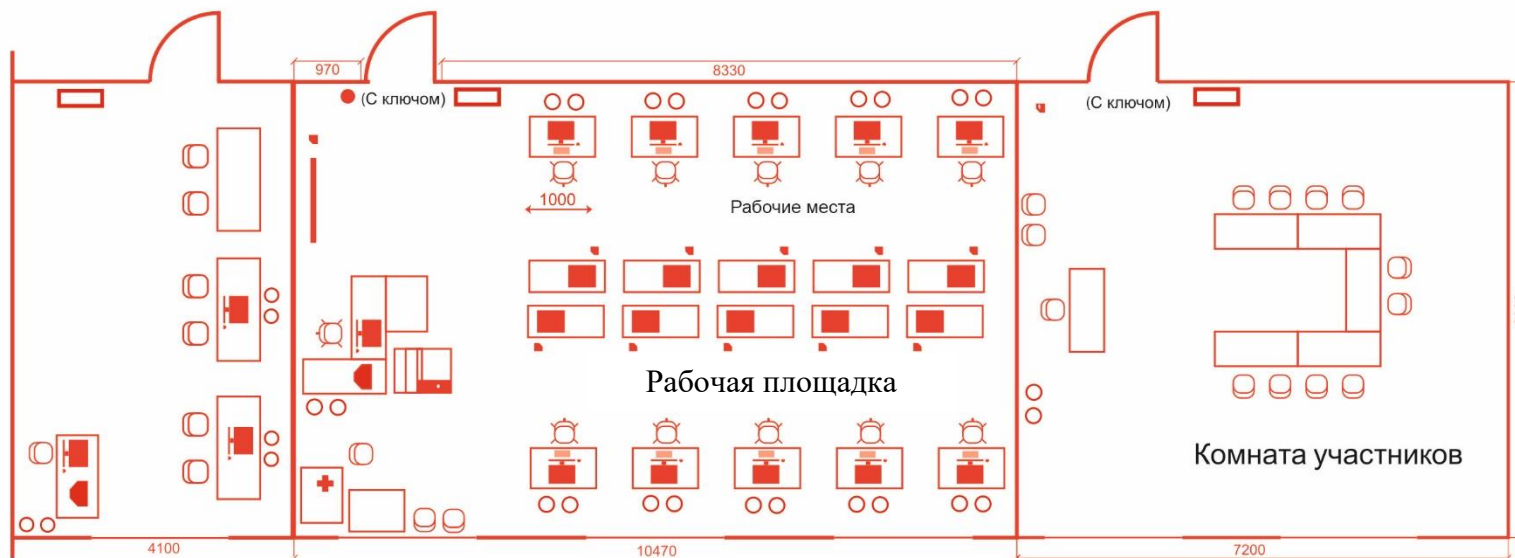 970
8330
(С ключом)
(С ключом)
1000
Рабочие места
Рабочая площадка
Комната участников
4100
10470
7200